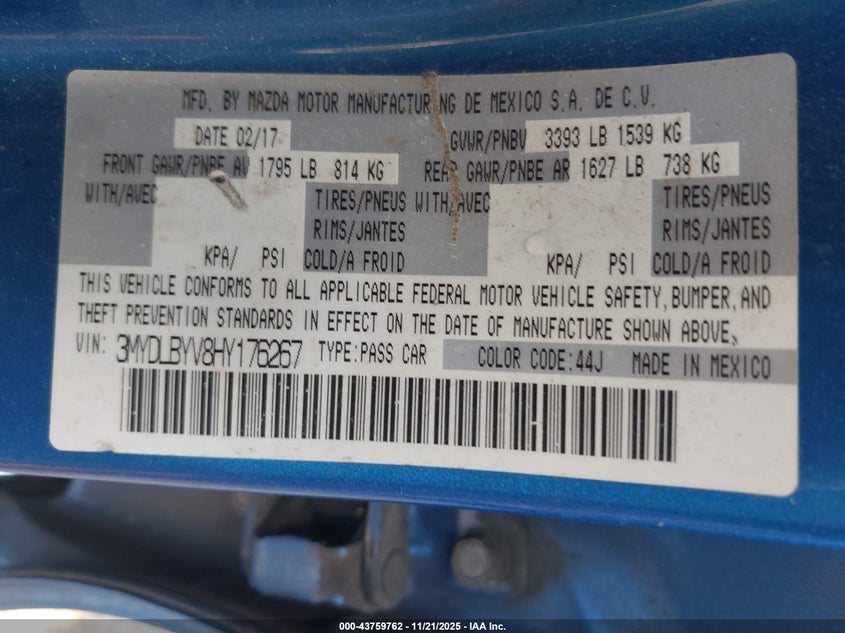 MFD. BY MAZDA MOTOR MANUFACTURING DE MEXICO S.A. DE C.V.
DATE 02/17 GVWR/PNBV 3393 LB 1539 KG
FRONT GAWR/PNBE AV 1795 LB 814 KG REAR GAWR/PNBE AR 1627 LB 738 KG
WITH/AVEC TIRES/PNEUS WITH/AVEC TIRES/PNEUS
RIMS/JANTES RIMS/JANTES
KPA/ PSI COLD/A FROID KPA/ PSI COLD/A FROID
THIS VEHICLE CONFORMS TO ALL APPLICABLE FEDERAL MOTOR VEHICLE SAFETY, BUMPER, AND
THEFT PREVENTION STANDARDS IN EFFECT ON THE DATE OF MANUFACTURE SHOWN ABOVE.
VIN: 3MYDLBYV8HY176267 TYPE:PASS CAR COLOR CODE:44J MADE IN MEXICO
000-43759762 - 11/21/2025 - IAA Inc.